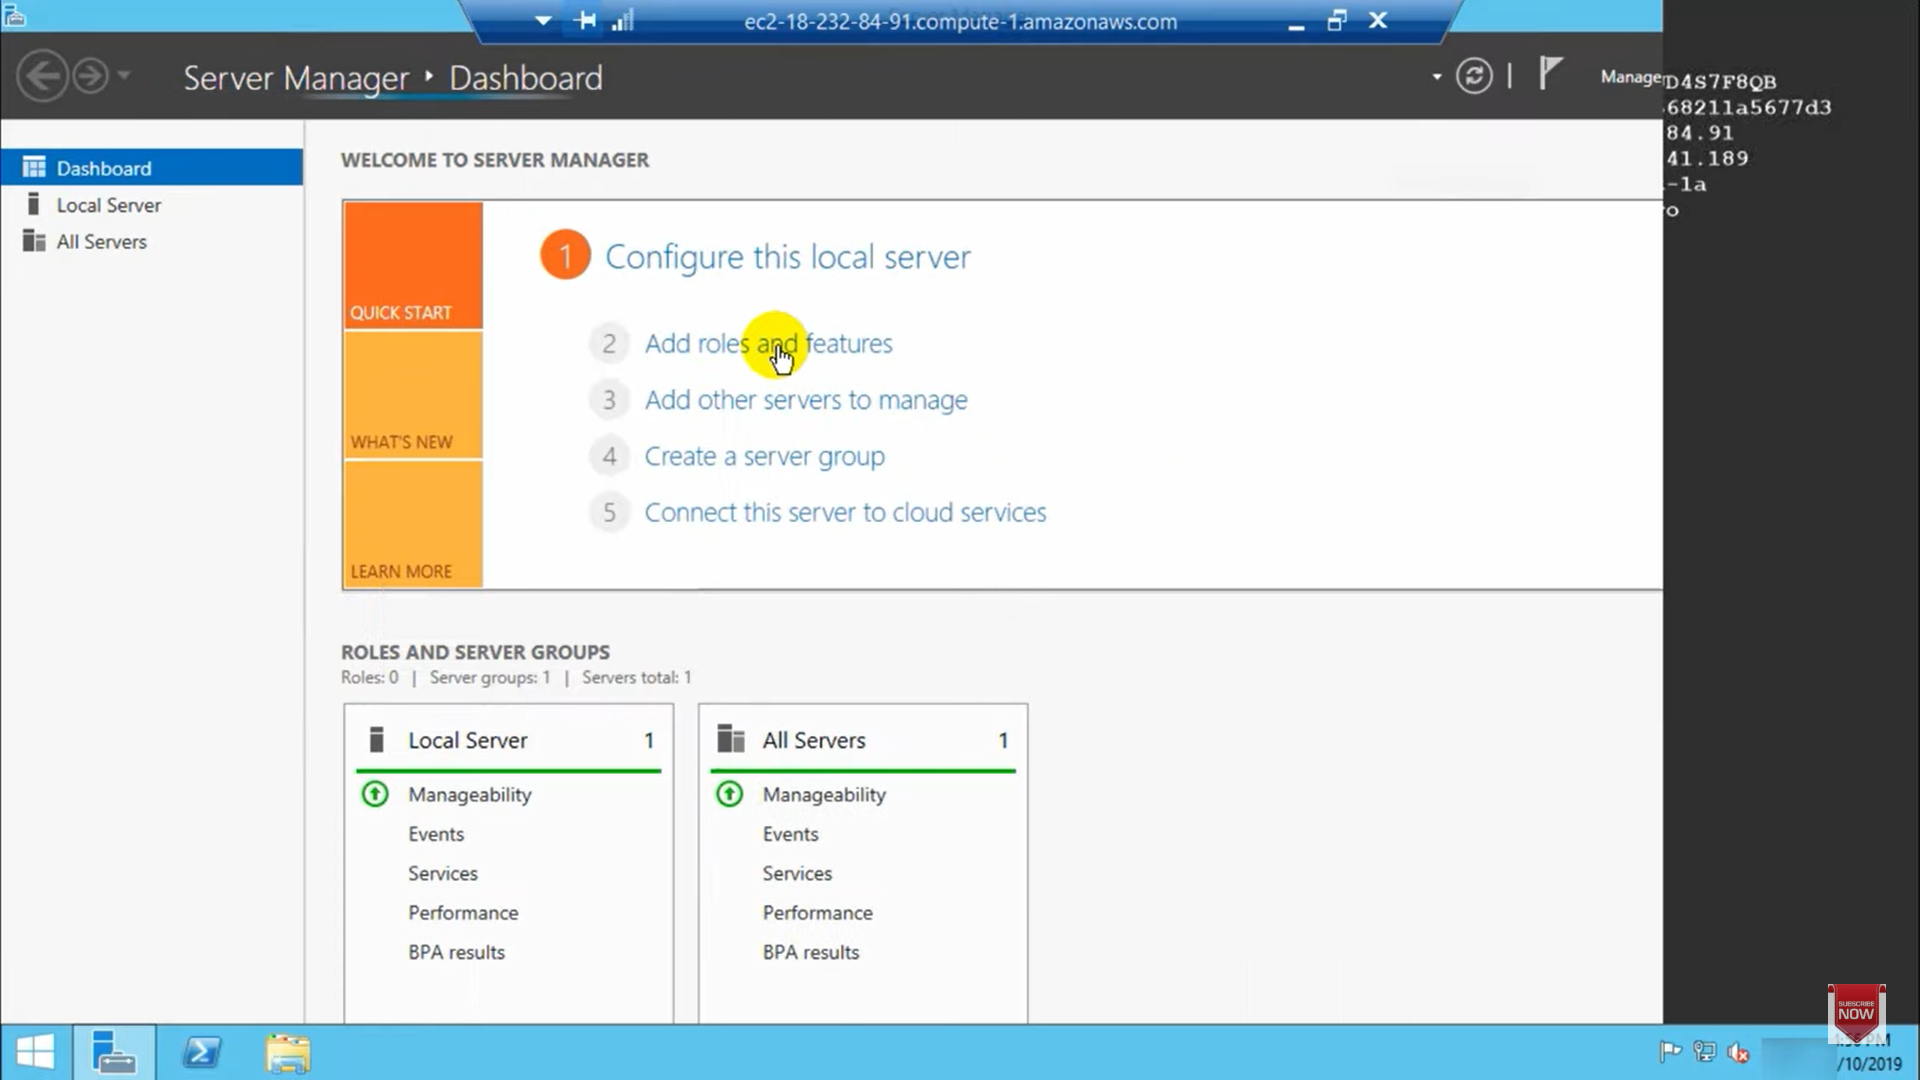 ec2-18-232-84-91.compute-1.amazonaws.com
Server Manager ‣ Dashboard
Manage
D4S7F8QB
68211a5677d3
84.91
41.189
-1a
o
Dashboard
Local Server
All Servers
WELCOME TO SERVER MANAGER
QUICK START
WHAT'S NEW
LEARN MORE
1 Configure this local server
2 Add roles and features
3 Add other servers to manage
4 Create a server group
5 Connect this server to cloud services
ROLES AND SERVER GROUPS
Roles: 0 | Server groups: 1 | Servers total: 1
Local Server 1
Manageability
Events
Services
Performance
BPA results
All Servers 1
Manageability
Events
Services
Performance
BPA results
SUBSCRIBE
NOW
PM
/10/2019